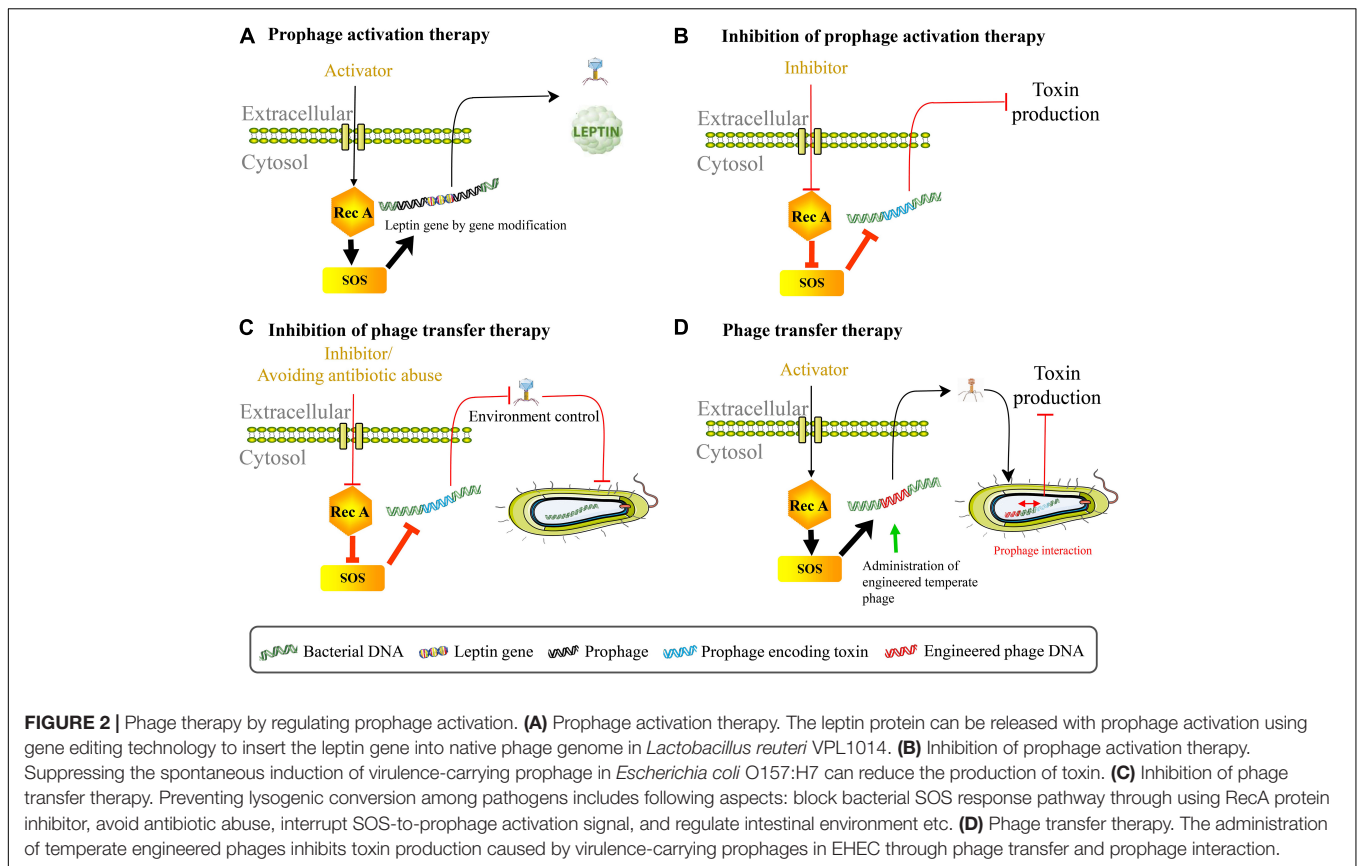 A Prophage activation therapy
Activator
Extracellular
Cytosol
LEPTIN
Rec A
Leptin gene by gene modification
SOS
B Inhibition of prophage activation therapy
Inhibitor
Extracellular
Cytosol
Toxin
production
Rec A
SOS
C Inhibition of phage transfer therapy
Inhibitor/
Avoiding antibiotic abuse
Extracellular
Cytosol
Environment control
Rec A
SOS
D Phage transfer therapy
Activator
Extracellular
Cytosol
Toxin
production
Rec A
SOS
Administration of
engineered temperate
phage
Prophage interaction
Bacterial DNA Leptin gene Prophage Prophage encoding toxin Engineered phage DNA
FIGURE 2 | Phage therapy by regulating prophage activation. (A) Prophage activation therapy. The leptin protein can be released with prophage activation using
gene editing technology to insert the leptin gene into native phage genome in Lactobacillus reuteri VPL1014. (B) Inhibition of prophage activation therapy.
Suppressing the spontaneous induction of virulence-carrying prophage in Escherichia coli O157:H7 can reduce the production of toxin. (C) Inhibition of phage
transfer therapy. Preventing lysogenic conversion among pathogens includes following aspects: block bacterial SOS response pathway through using RecA protein
inhibitor, avoid antibiotic abuse, interrupt SOS-to-prophage activation signal, and regulate intestinal environment etc. (D) Phage transfer therapy. The administration
of temperate engineered phages inhibits toxin production caused by virulence-carrying prophages in EHEC through phage transfer and prophage interaction.